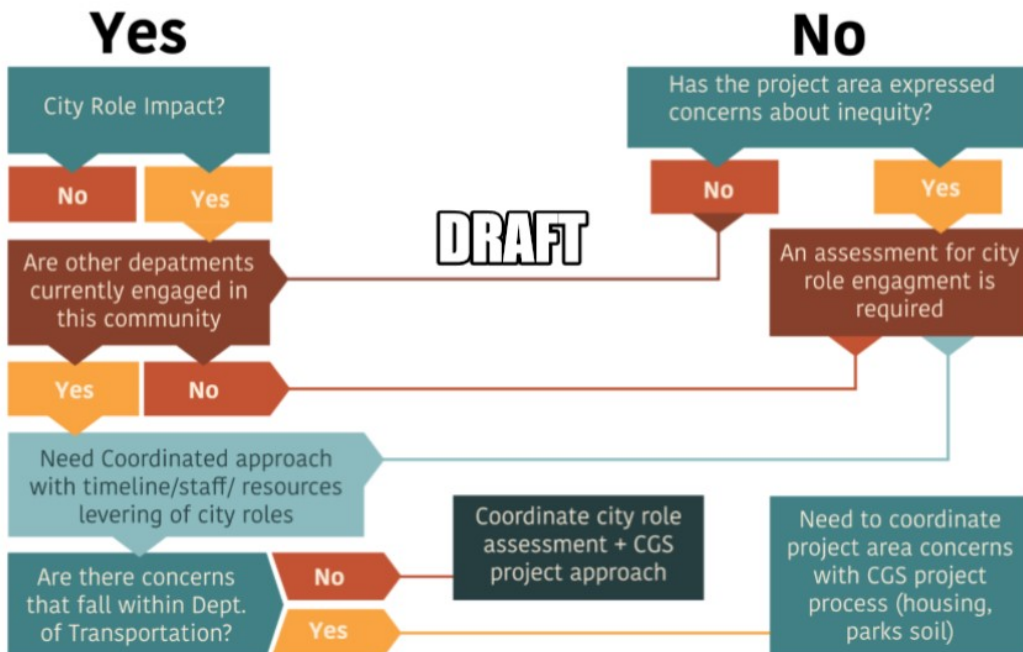 Yes
No
City Role Impact?
Has the project area expressed
concerns about inequity?
No
Yes
No
Yes
DRAFT
Are other depatments
currently engaged in
this community
An assessment for city
role engagment is
required
Yes
No
Need Coordinated approach
with timeline/staff/ resources
levering of city roles
Coordinate city role
assessment + CGS
project approach
Need to coordinate
project area concerns
with CGS project
process (housing,
parks soil)
Are there concerns
that fall within Dept.
of Transportation?
No
Yes